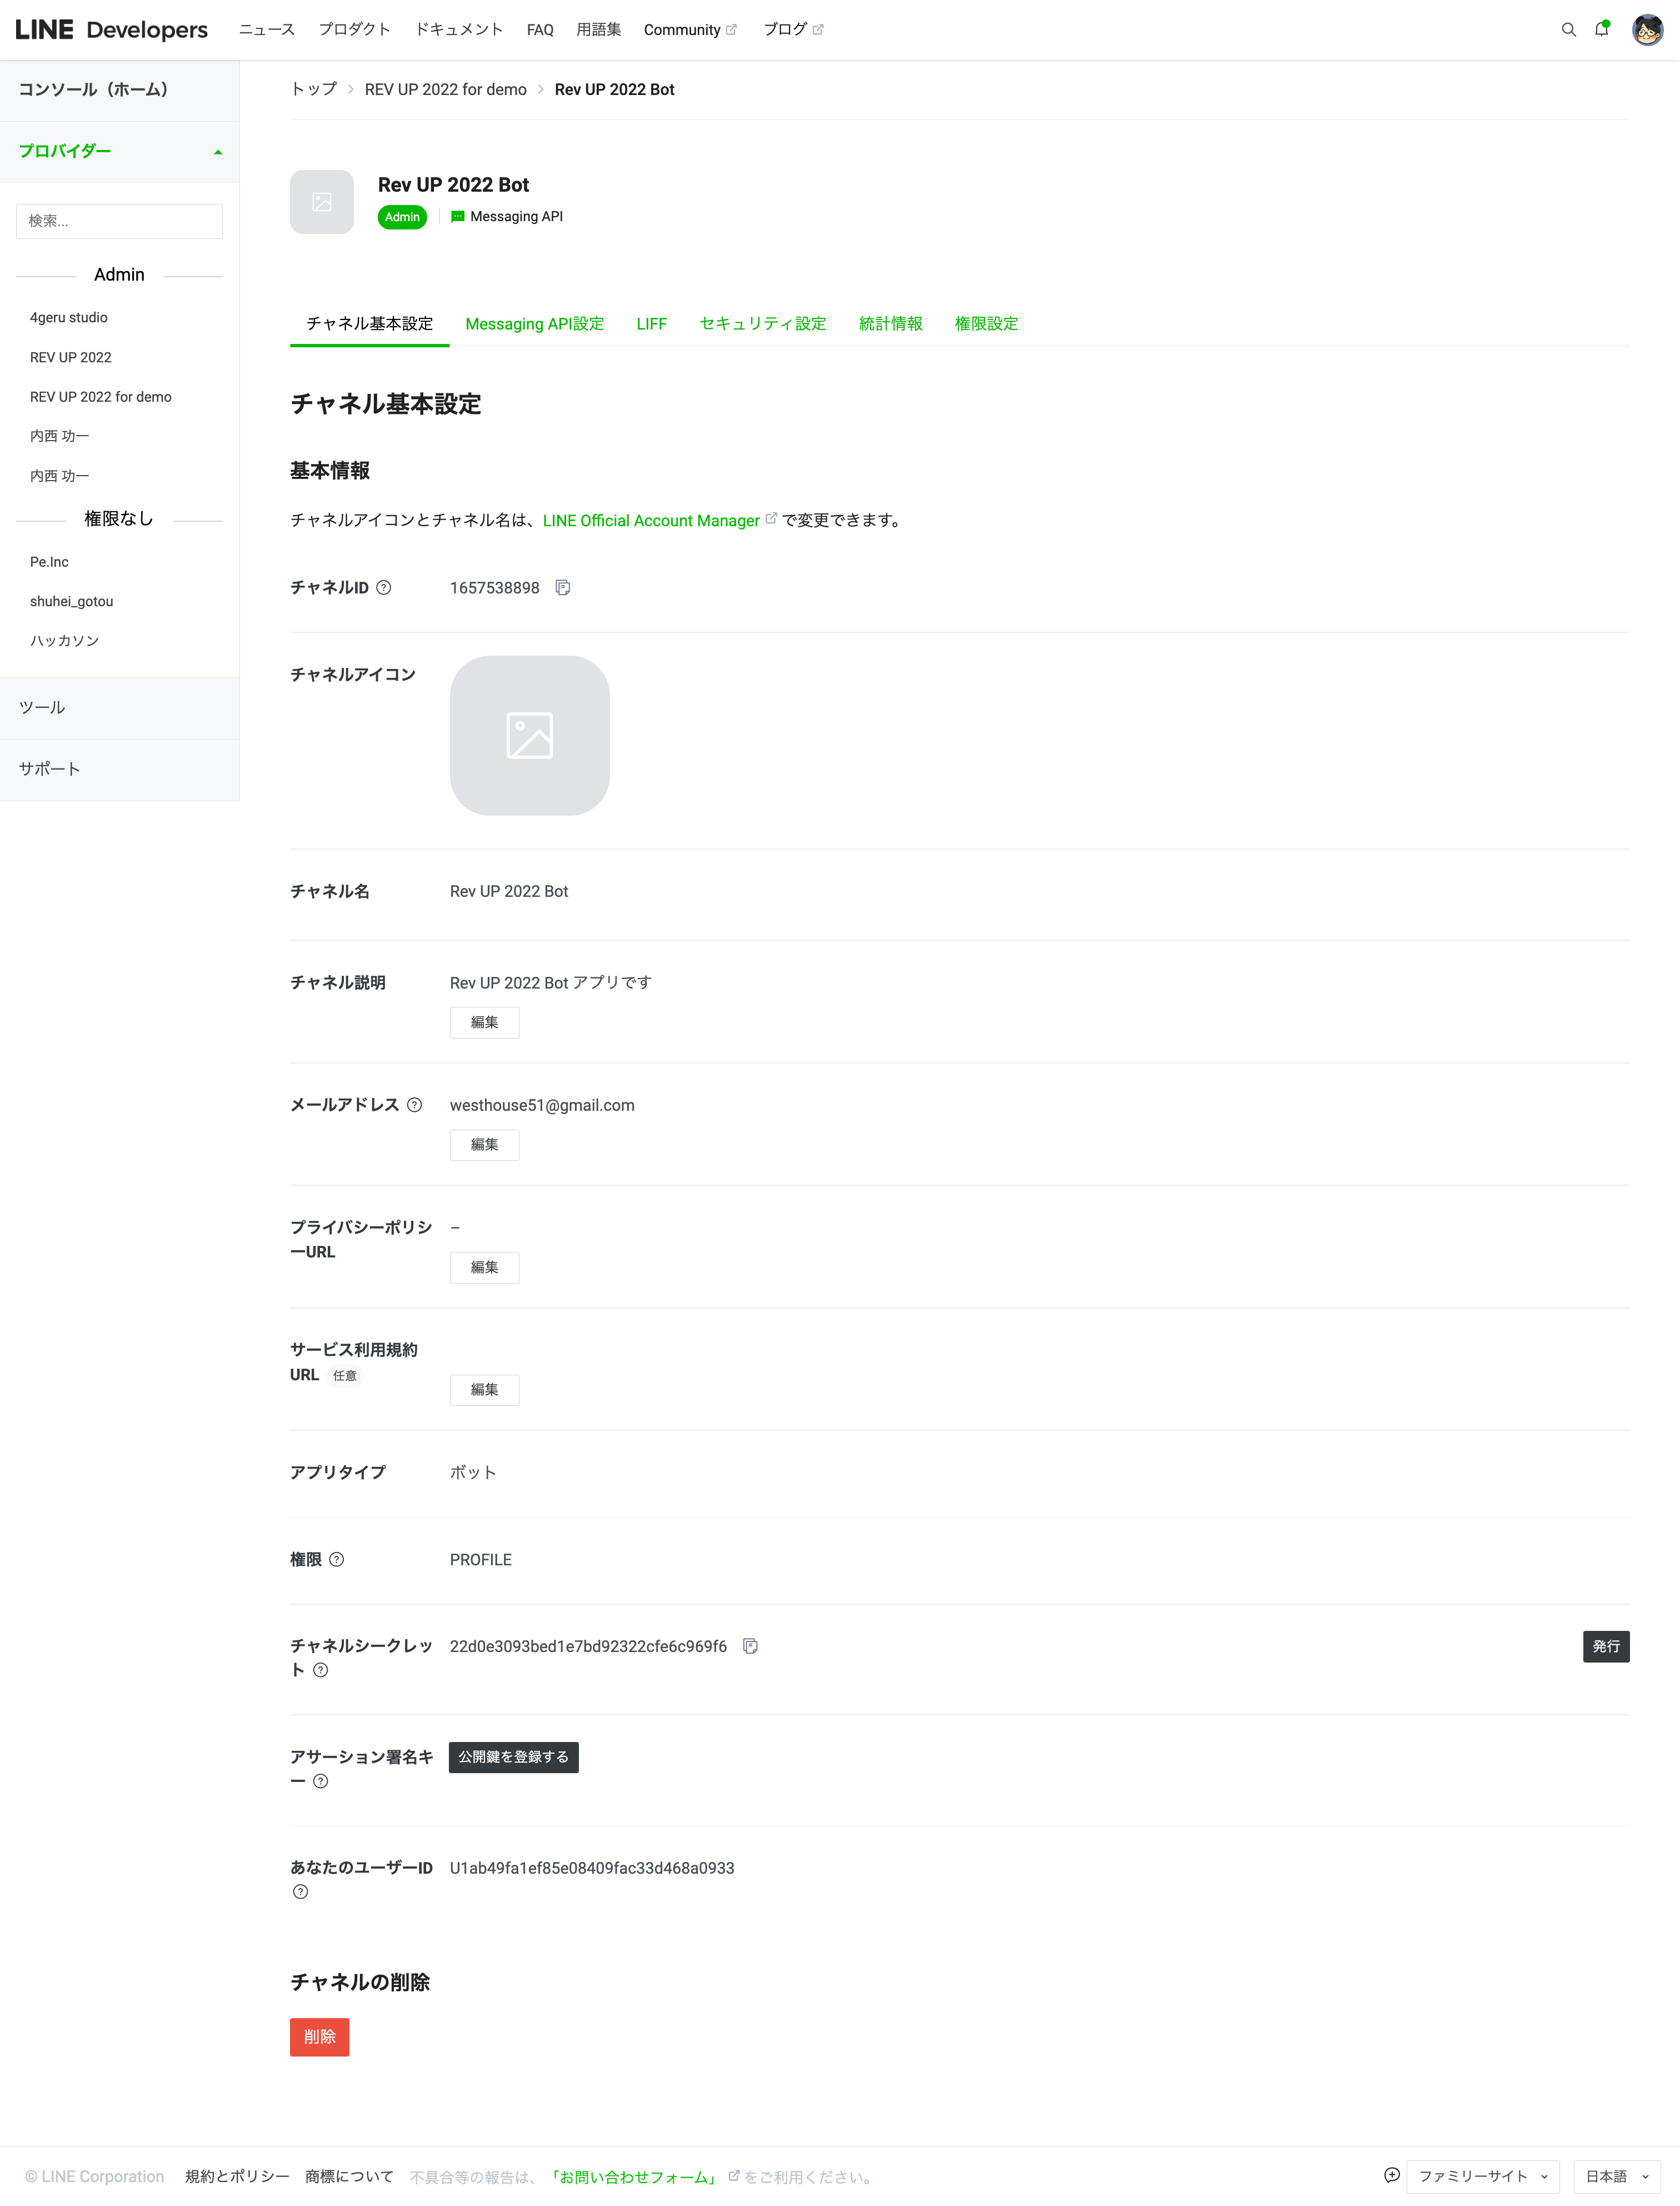 LINE Developers ニュース プロダクト ドキュメント FAQ 用語集 Community ブログ
コンソール（ホーム）
プロバイダー
検索...
Admin
4geru studio
REV UP 2022
REV UP 2022 for demo
内西 功一
内西 功一
権限なし
Pe.Inc
shuhei_gotou
ハッカソン
ツール
サポート
トップ > REV UP 2022 for demo > Rev UP 2022 Bot
Rev UP 2022 Bot
Admin Messaging API
チャネル基本設定 Messaging API設定 LIFF セキュリティ設定 統計情報 権限設定
チャネル基本設定
基本情報
チャネルアイコンとチャネル名は、LINE Official Account Manager で変更できます。
チャネルID ? 1657538898
チャネルアイコン
チャネル名 Rev UP 2022 Bot
チャネル説明 Rev UP 2022 Bot アプリです
編集
メールアドレス ? westhouse51@gmail.com
編集
プライバシーポリシ –
ーURL
編集
サービス利用規約
URL 任意
編集
アプリタイプ ボット
権限 ? PROFILE
チャネルシークレッ 22d0e3093bed1e7bd92322cfe6c969f6 発行
ト ?
アサーション署名キ 公開鍵を登録する
ー ?
あなたのユーザーID U1ab49fa1ef85e08409fac33d468a0933
?
チャネルの削除
削除
© LINE Corporation 規約とポリシー 商標について 不具合等の報告は、「お問い合わせフォーム」 をご利用ください。 ファミリーサイト 日本語